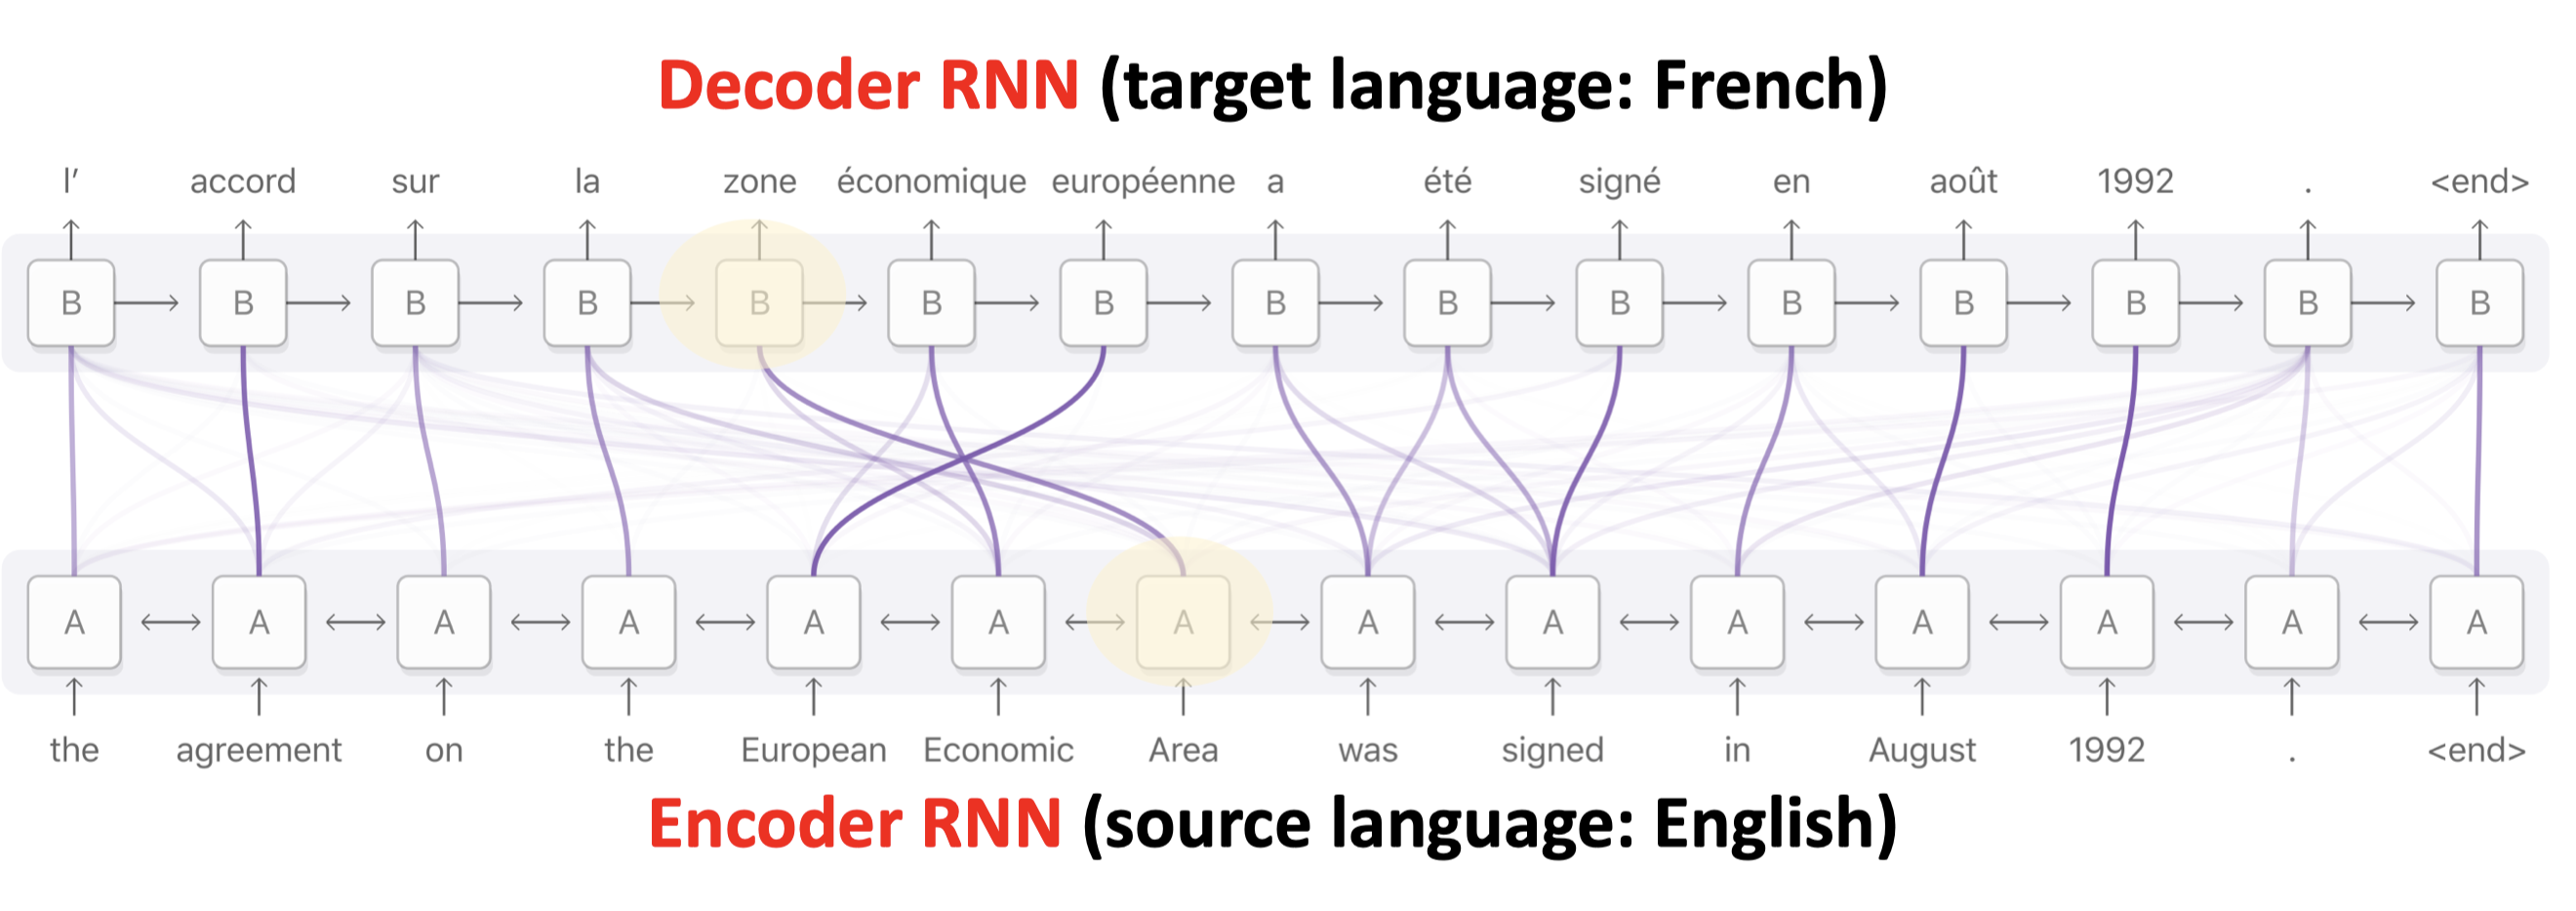 Decoder RNN (target language: French)
l’ accord sur la zone économique européenne a été signé en août 1992 . <end>
B B B B B B B B B B B B B B B
A A A A A A A A A A A A A A
the agreement on the European Economic Area was signed in August 1992 . <end>
Encoder RNN (source language: English)